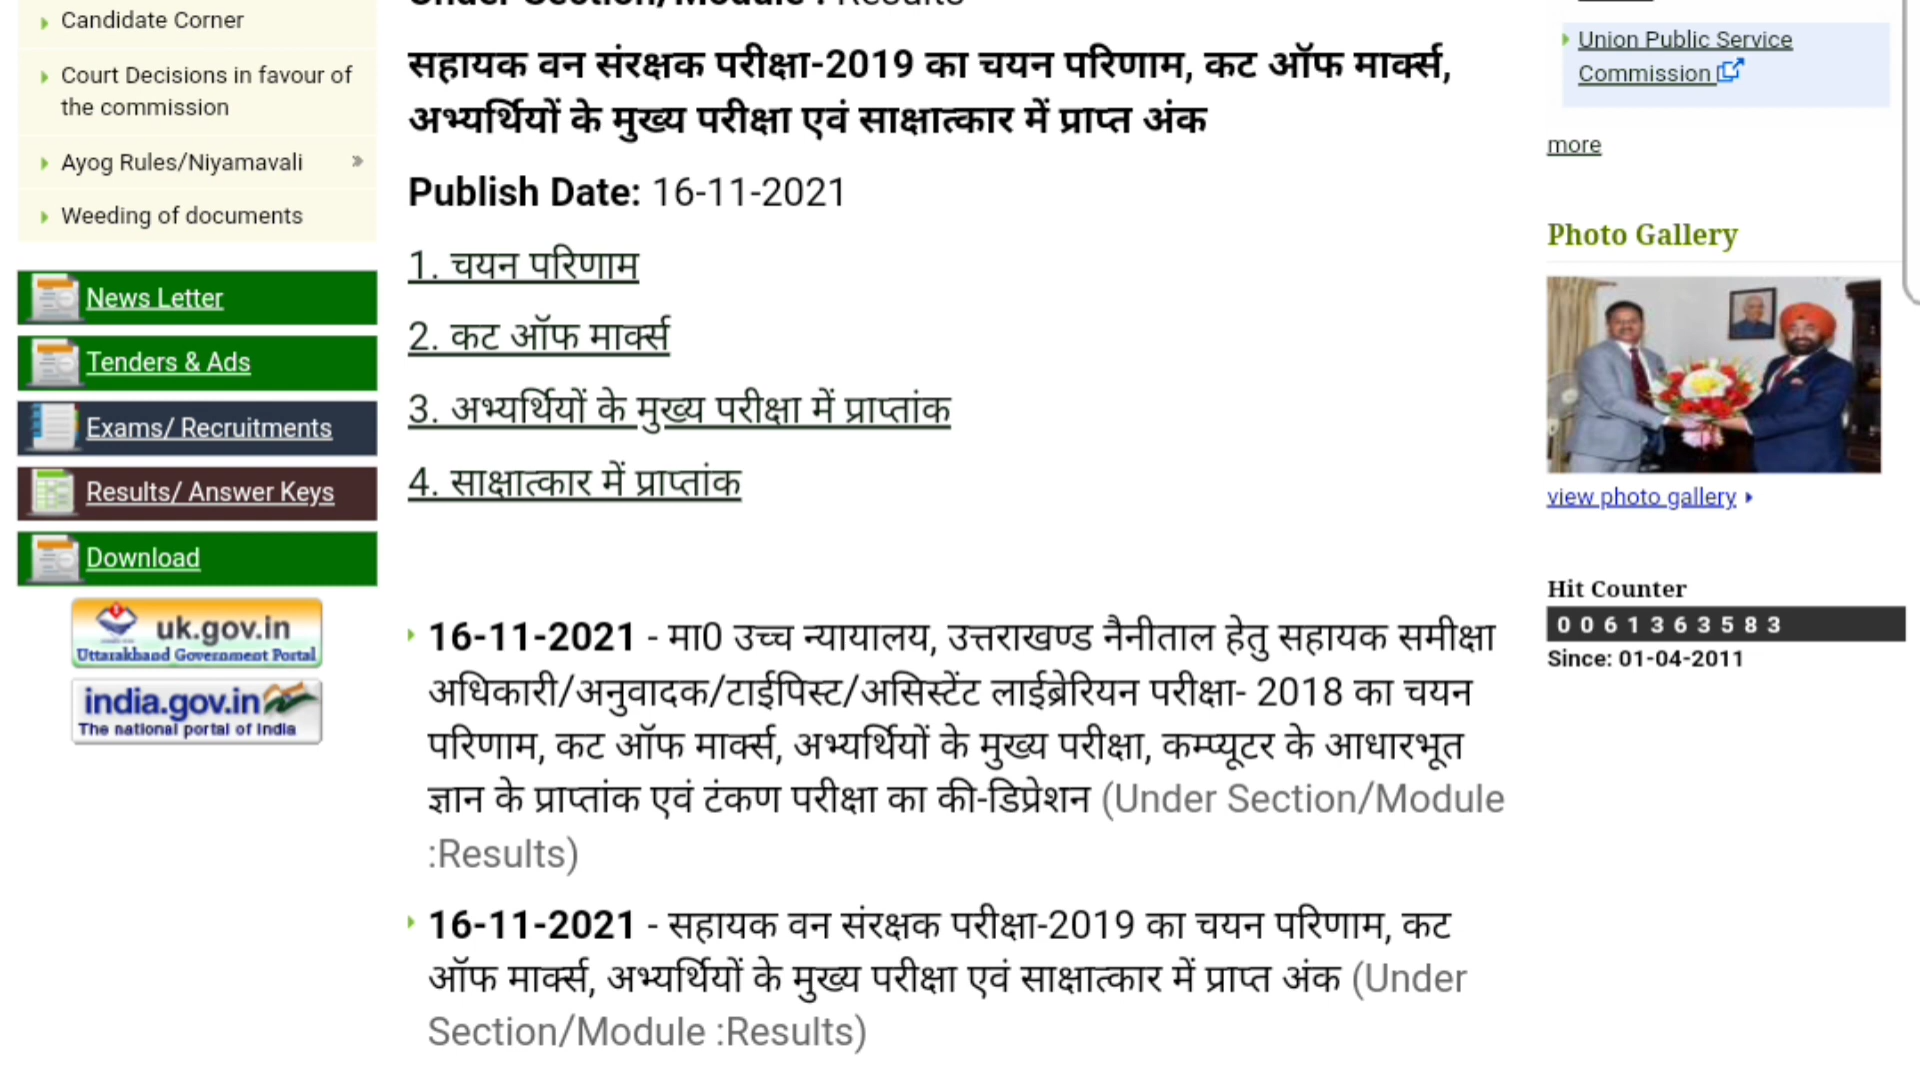 Candidate Corner
Court Decisions in favour of
the commission
Ayog Rules/Niyamavali »
Weeding of documents
News Letter
Tenders & Ads
Exams/ Recruitments
Results/ Answer Keys
Download
uk.gov.in
Uttarakhand Government Portal
india.gov.in
The national portal of India
Under Section/Module : Results
सहायक वन संरक्षक परीक्षा-2019 का चयन परिणाम, कट ऑफ मार्क्स,
अभ्यर्थियों के मुख्य परीक्षा एवं साक्षात्कार में प्राप्त अंक
Publish Date: 16-11-2021
1. चयन परिणाम
2. कट ऑफ मार्क्स
3. अभ्यर्थियों के मुख्य परीक्षा में प्राप्तांक
4. साक्षात्कार में प्राप्तांक
16-11-2021 - मा0 उच्च न्यायालय, उत्तराखण्ड नैनीताल हेतु सहायक समीक्षा
अधिकारी/अनुवादक/टाईपिस्ट/असिस्टेंट लाईब्रेरियन परीक्षा- 2018 का चयन
परिणाम, कट ऑफ मार्क्स, अभ्यर्थियों के मुख्य परीक्षा, कम्प्यूटर के आधारभूत
ज्ञान के प्राप्तांक एवं टंकण परीक्षा का की-डिप्रेशन (Under Section/Module
:Results)
16-11-2021 - सहायक वन संरक्षक परीक्षा-2019 का चयन परिणाम, कट
ऑफ मार्क्स, अभ्यर्थियों के मुख्य परीक्षा एवं साक्षात्कार में प्राप्त अंक (Under
Section/Module :Results)
Union Public Service
Commission
more
Photo Gallery
view photo gallery
Hit Counter
0 0 6 1 3 6 3 5 8 3
Since: 01-04-2011